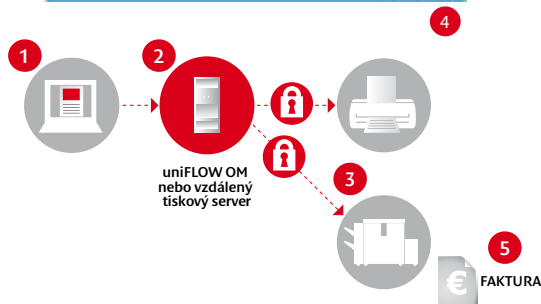 4
1
2
uniFLOW OM
nebo vzdálený
tiskový server
3
5
€
FAKTURA